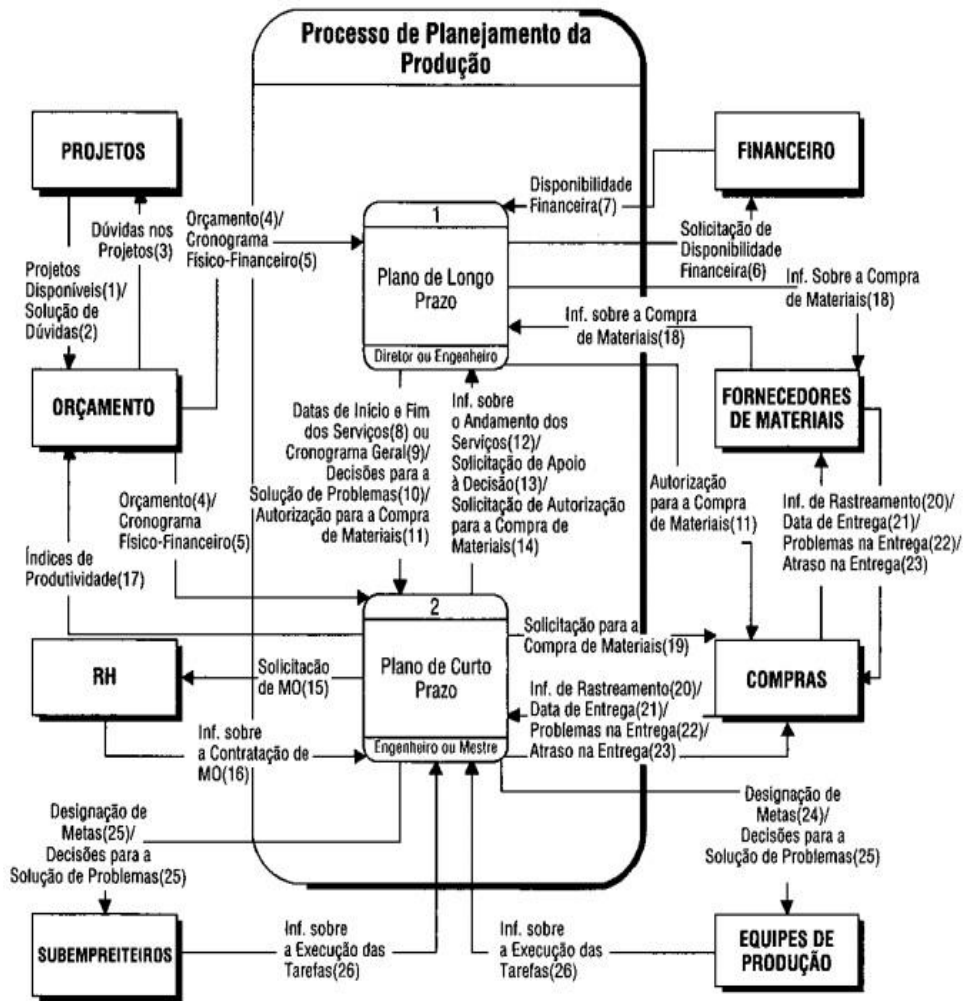 Processo de Planejamento da
Produção
PROJETOS
FINANCEIRO
Disponibilidade
Financeira(7)
1
Plano de Longo
Prazo
Diretor ou Engenheiro
Orçamento(4)/
Cronograma
Físico-Financeiro(5)
Dúvidas nos
Projetos(3)
Projetos
Disponíveis(1)/
Solução de
Dúvidas(2)
Solicitação de
Disponibilidade
Financeira(6)
Inf. Sobre a Compra
de Materiais(18)
Inf. sobre a Compra
de Materiais(18)
ORÇAMENTO
FORNECEDORES
DE MATERIAIS
Datas de Início e Fim
dos Serviços(8) ou
Cronograma Geral(9)/
Decisões para a
Solução de Problemas(10)/
Autorização para a Compra
de Materiais(11)
Inf. sobre
o Andamento dos
Serviços(12)/
Solicitação de Apoio
à Decisão(13)/
Solicitação de Autorização
para a Compra de
Materiais(14)
Autorização
para a Compra
de Materiais(11)
Inf. de Rastreamento(20)/
Data de Entrega(21)/
Problemas na Entrega(22)/
Atraso na Entrega(23)
Orçamento(4)/
Cronograma
Físico-Financeiro(5)
Índices de
Produtividade(17)
2
Plano de Curto
Prazo
Engenheiro ou Mestre
RH
Solicitacão
de MO(15)
Solicitação para a
Compra de Materiais(19)
COMPRAS
Inf. de Rastreamento(20)/
Data de Entrega(21)/
Problemas na Entrega(22)/
Atraso na Entrega(23)
Inf. sobre
a Contratação de
MO(16)
Designação de
Metas(25)/
Decisões para a
Solução de Problemas(25)
Designação de
Metas(24)/
Decisões para a
Solução de Problemas(25)
SUBEMPREITEIROS
Inf. sobre
a Execução das
Tarefas(26)
Inf. sobre
a Execução das
Tarefas(26)
EQUIPES DE
PRODUÇÃO